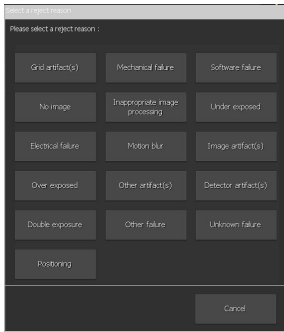 Select a reject reason
Please select a reject reason :
Grid artifact(s)
Mechanical failure
Software failure
No image
Inappropriate image
processing
Under exposed
Electrical failure
Motion blur
Image artifact(s)
Over exposed
Other artifact(s)
Detector artifact(s)
Double exposure
Other failure
Unknown failure
Positioning
Cancel